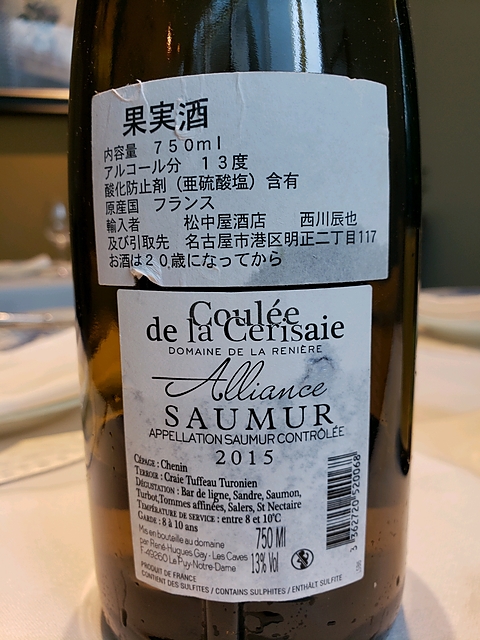 果実酒
内容量　７５０ｍｌ
アルコール分　１３度
酸化防止剤（亜硫酸塩）含有
原産国　フランス
輸入者　松中屋酒店　西川辰也
及び引取先　名古屋市港区明正二丁目117
お酒は２０歳になってから
Coulée
de la Cerisaie
DOMAINE DE LA RENIÈRE
Alliance
SAUMUR
APPELLATION SAUMUR CONTRÔLÉE
2015
CÉPAGE : Chenin
TERROIR : Craie Tuffeau Turonien
DÉGUSTATION : Bar de ligne, Sandre, Saumon,
Turbot, Tommes affinées, Salers, St Nectaire
TEMPÉRATURE DE SERVICE : entre 8 et 10°C
GARDE : 8 à 10 ans
Mis en bouteille au domaine
par René-Hugues Gay - Les Caves
F-49260 Le Puy-Notre-Dame
750 Ml
13% Vol
PRODUIT DE FRANCE
CONTIENT DES SULFITES / CONTAINS SULPHITES / ENTHÄLT SULFITE
3 362720 520068